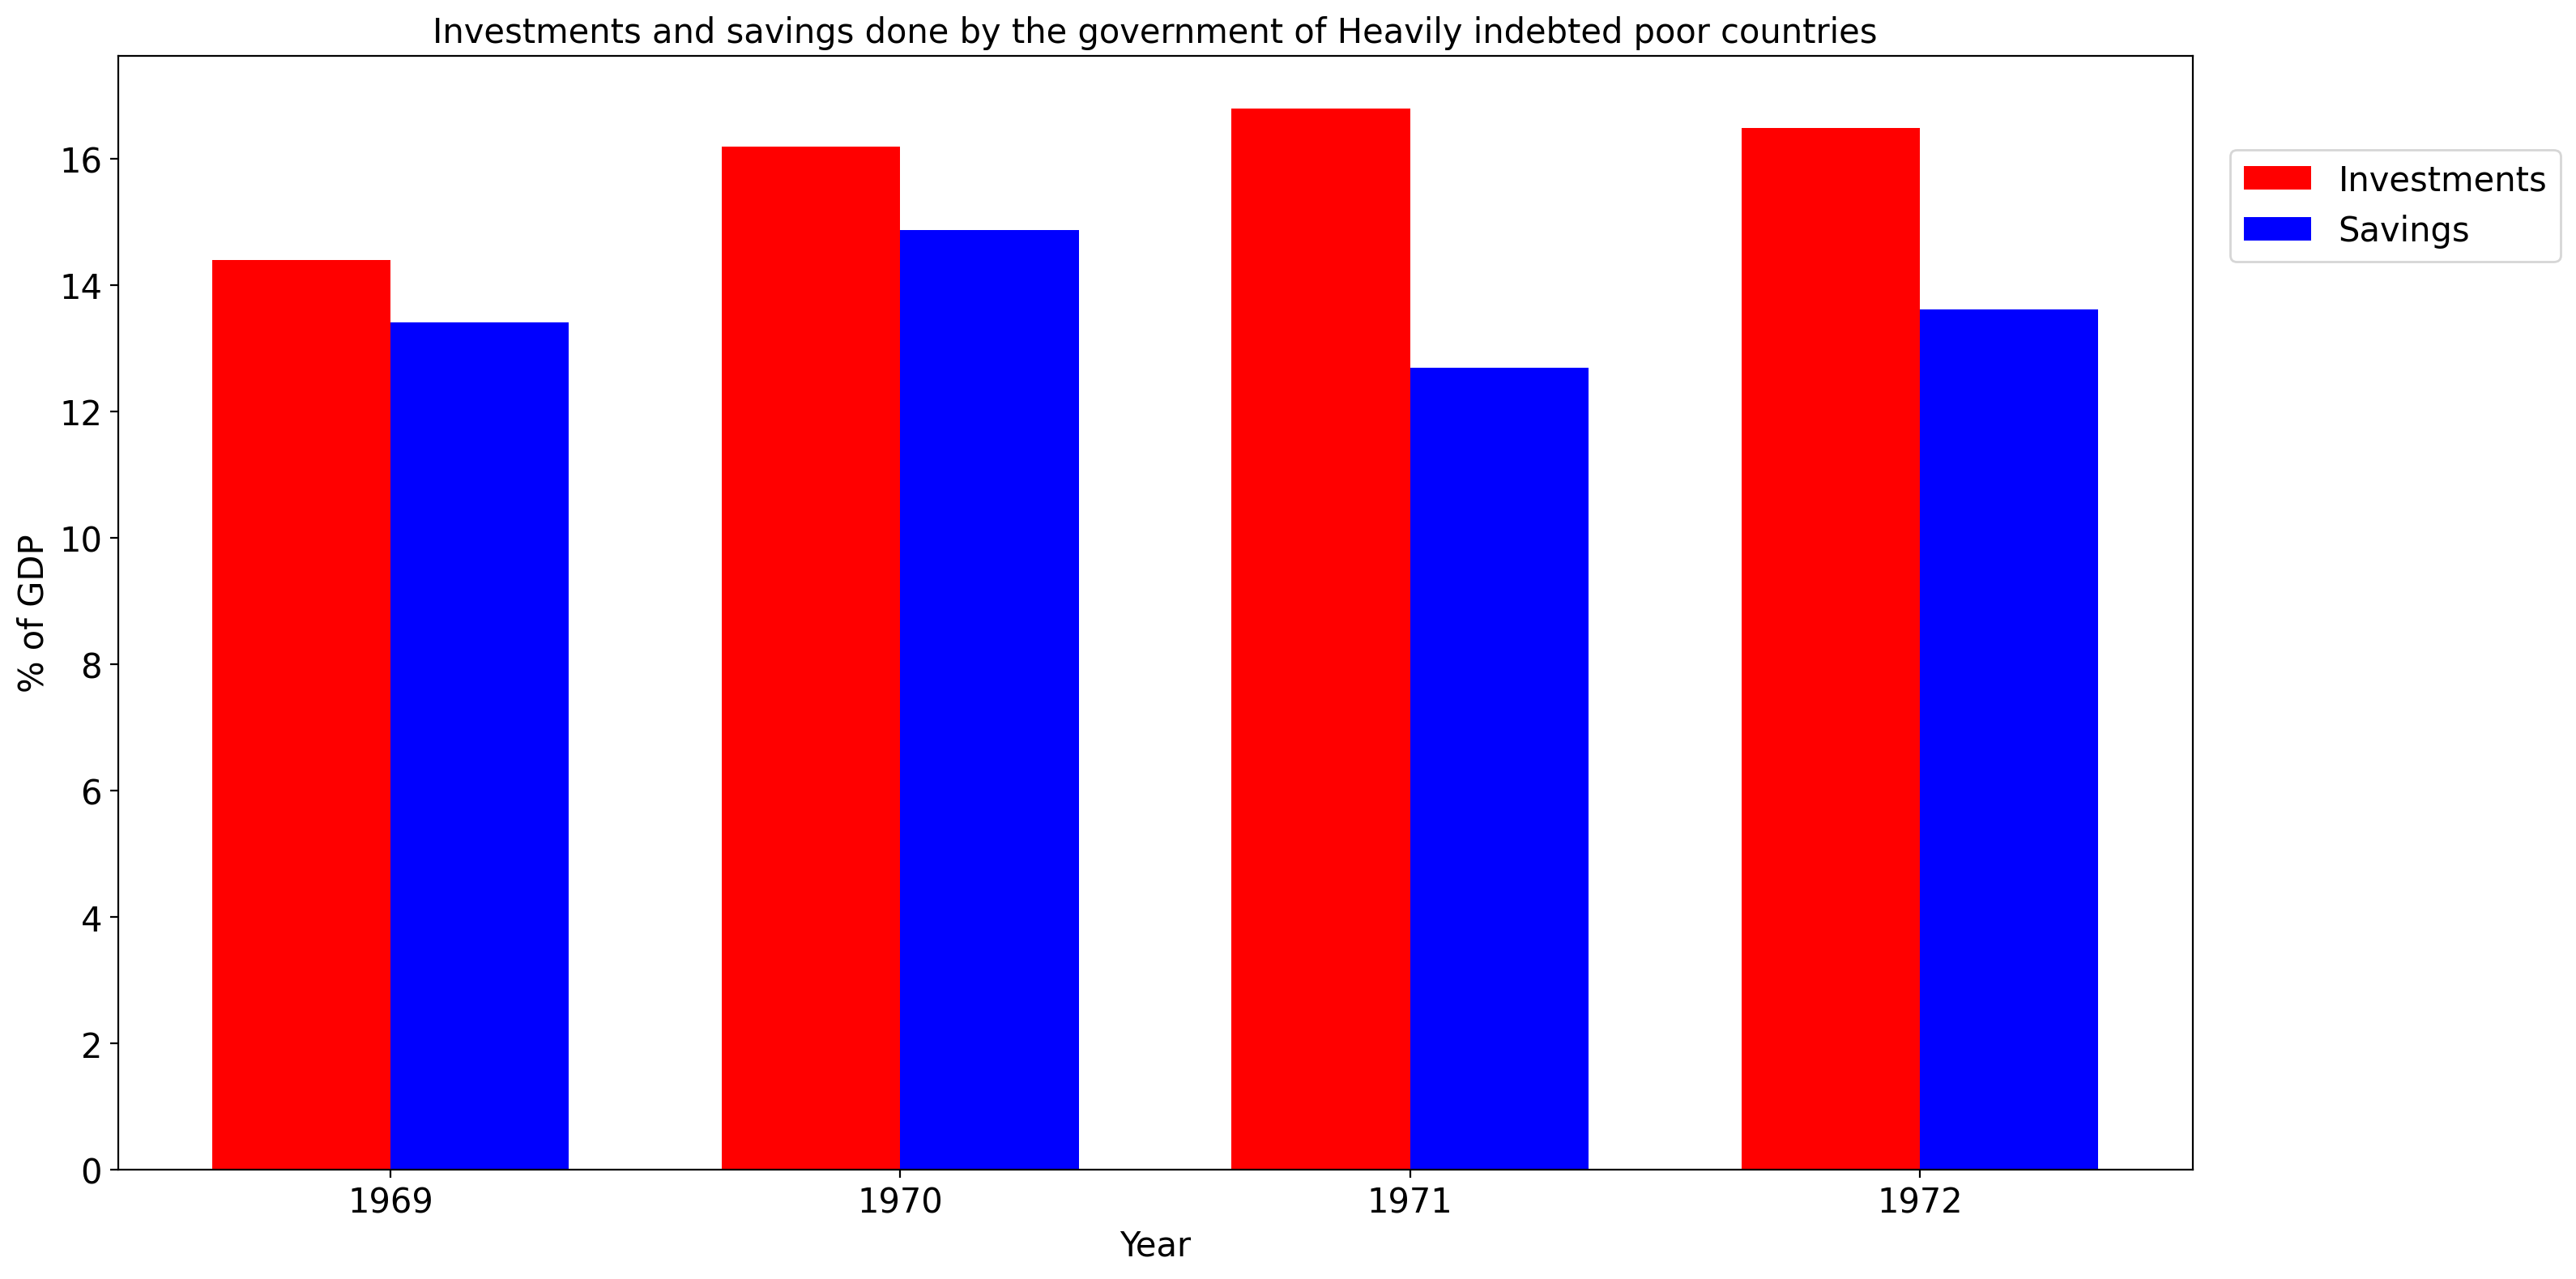 Investments and savings done by the government of Heavily indebted poor countries
16
14
12
10
8
6
4
2
0
% of GDP
1969 1970 1971 1972
Year
Investments
Savings